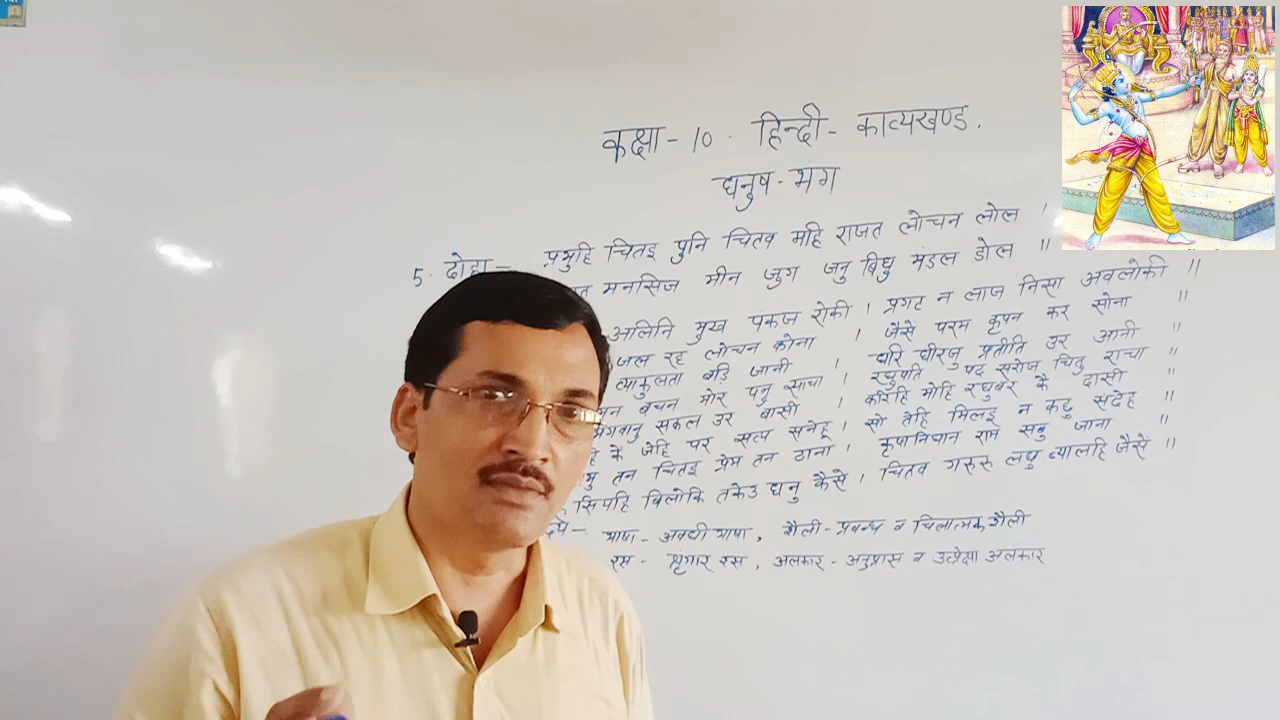 कक्षा - 10 . हिन्दी - काव्यखण्ड .
धनुष - भंग
5 . दोहा — प्रभुहि चितइ पुनि चितव महि राजत लोचन लोल ।
मनसिज मीन जुग जनु बिधु मंडल डोल ॥
अलिनि मुख पंकज रोकी । प्रगट न लाज निसा अवलोकी ॥
जल रह लोचन कोना । जैसे परम कृपन कर सोना ॥
व्याकुलता बड़ि जानी । धरि धीरजु प्रतीति उर आनी ॥
बचन मोर पनु साचा । रघुपति पद सरोज चितु राचा ॥
भगवानु सकल उर बासी । करिहि मोहि रघुबर कै दासी ॥
कें जेहि पर सत्य सनेहू । सो तेहि मिलइ न कछु संदेहू ॥
तन चितइ प्रेम तन ठाना । कृपानिधान राम सबु जाना ॥
सियहि बिलोकि तकेउ धनु कैसें । चितव गरुरु लघु ब्यालहि जैसे ॥
भाषा - अवधी भाषा , शैली - प्रबन्ध व चित्रात्मक शैली
रस - श्रृंगार रस , अलंकार - अनुप्रास व उत्प्रेक्षा अलंकार